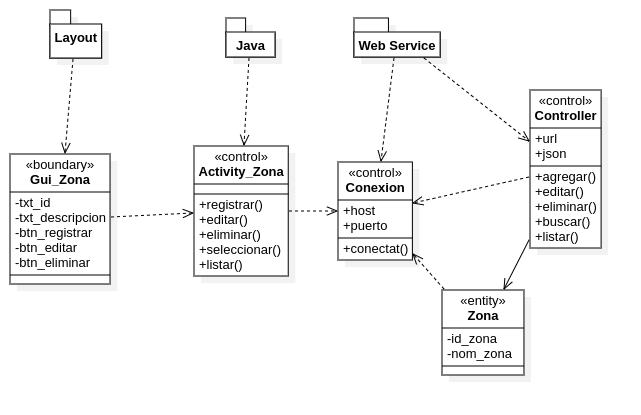 Layout
Java
Web Service
«control»
Controller
+url
+json
+agregar()
+editar()
+eliminar()
+buscar()
+listar()
«boundary»
Gui_Zona
-txt_id
-txt_descripcion
-btn_registrar
-btn_editar
-btn_eliminar
«control»
Activity_Zona
+registrar()
+editar()
+eliminar()
+seleccionar()
+listar()
«control»
Conexion
+host
+puerto
+conectat()
«entity»
Zona
-id_zona
-nom_zona